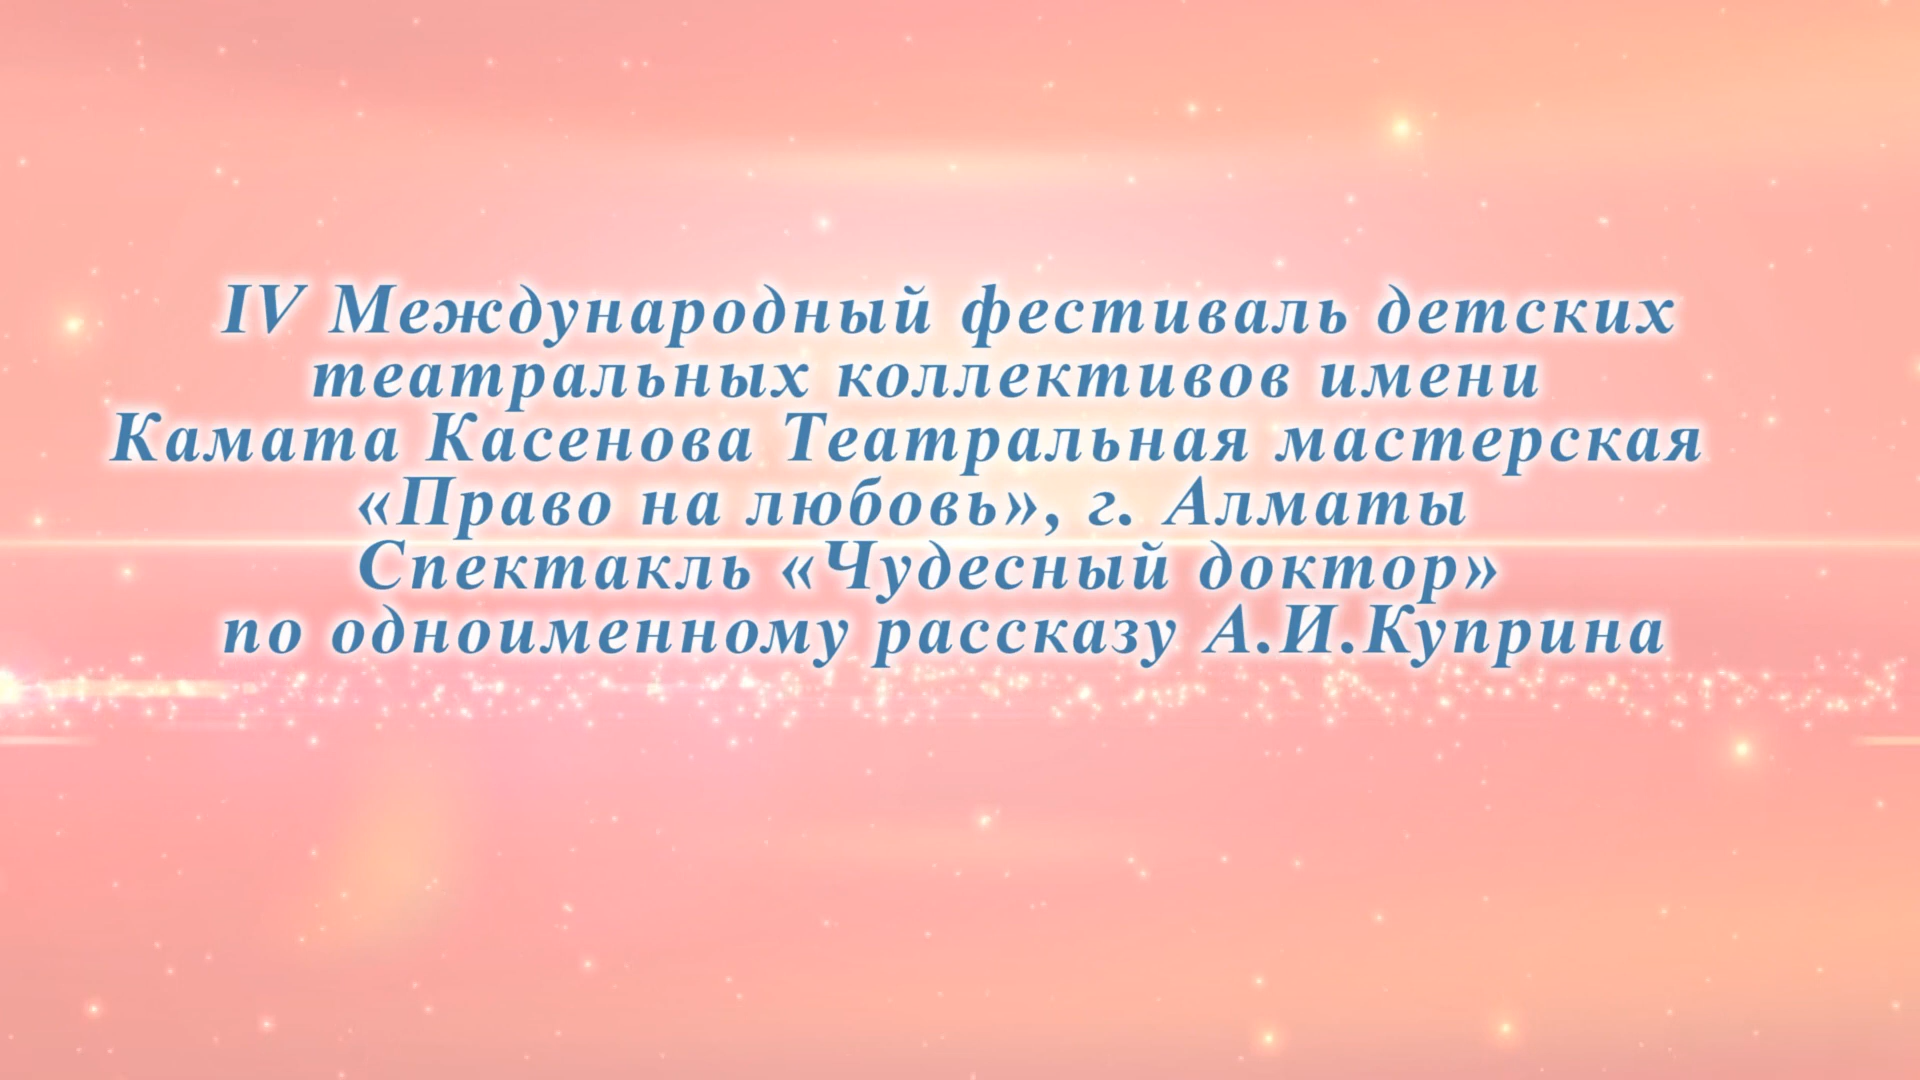 IV Международный фестиваль детских
театральных коллективов имени
Камата Касенова Театральная мастерская
«Право на любовь», г. Алматы
Спектакль «Чудесный доктор»
по одноименному рассказу А.И.Куприна